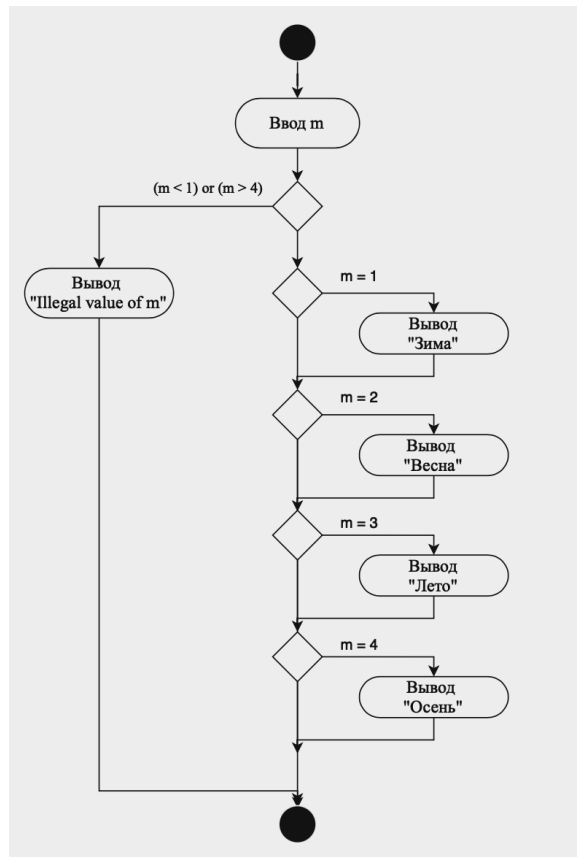 Ввод m
(m < 1) or (m > 4)
Вывод
"Illegal value of m"
m = 1
Вывод
"Зима"
m = 2
Вывод
"Весна"
m = 3
Вывод
"Лето"
m = 4
Вывод
"Осень"